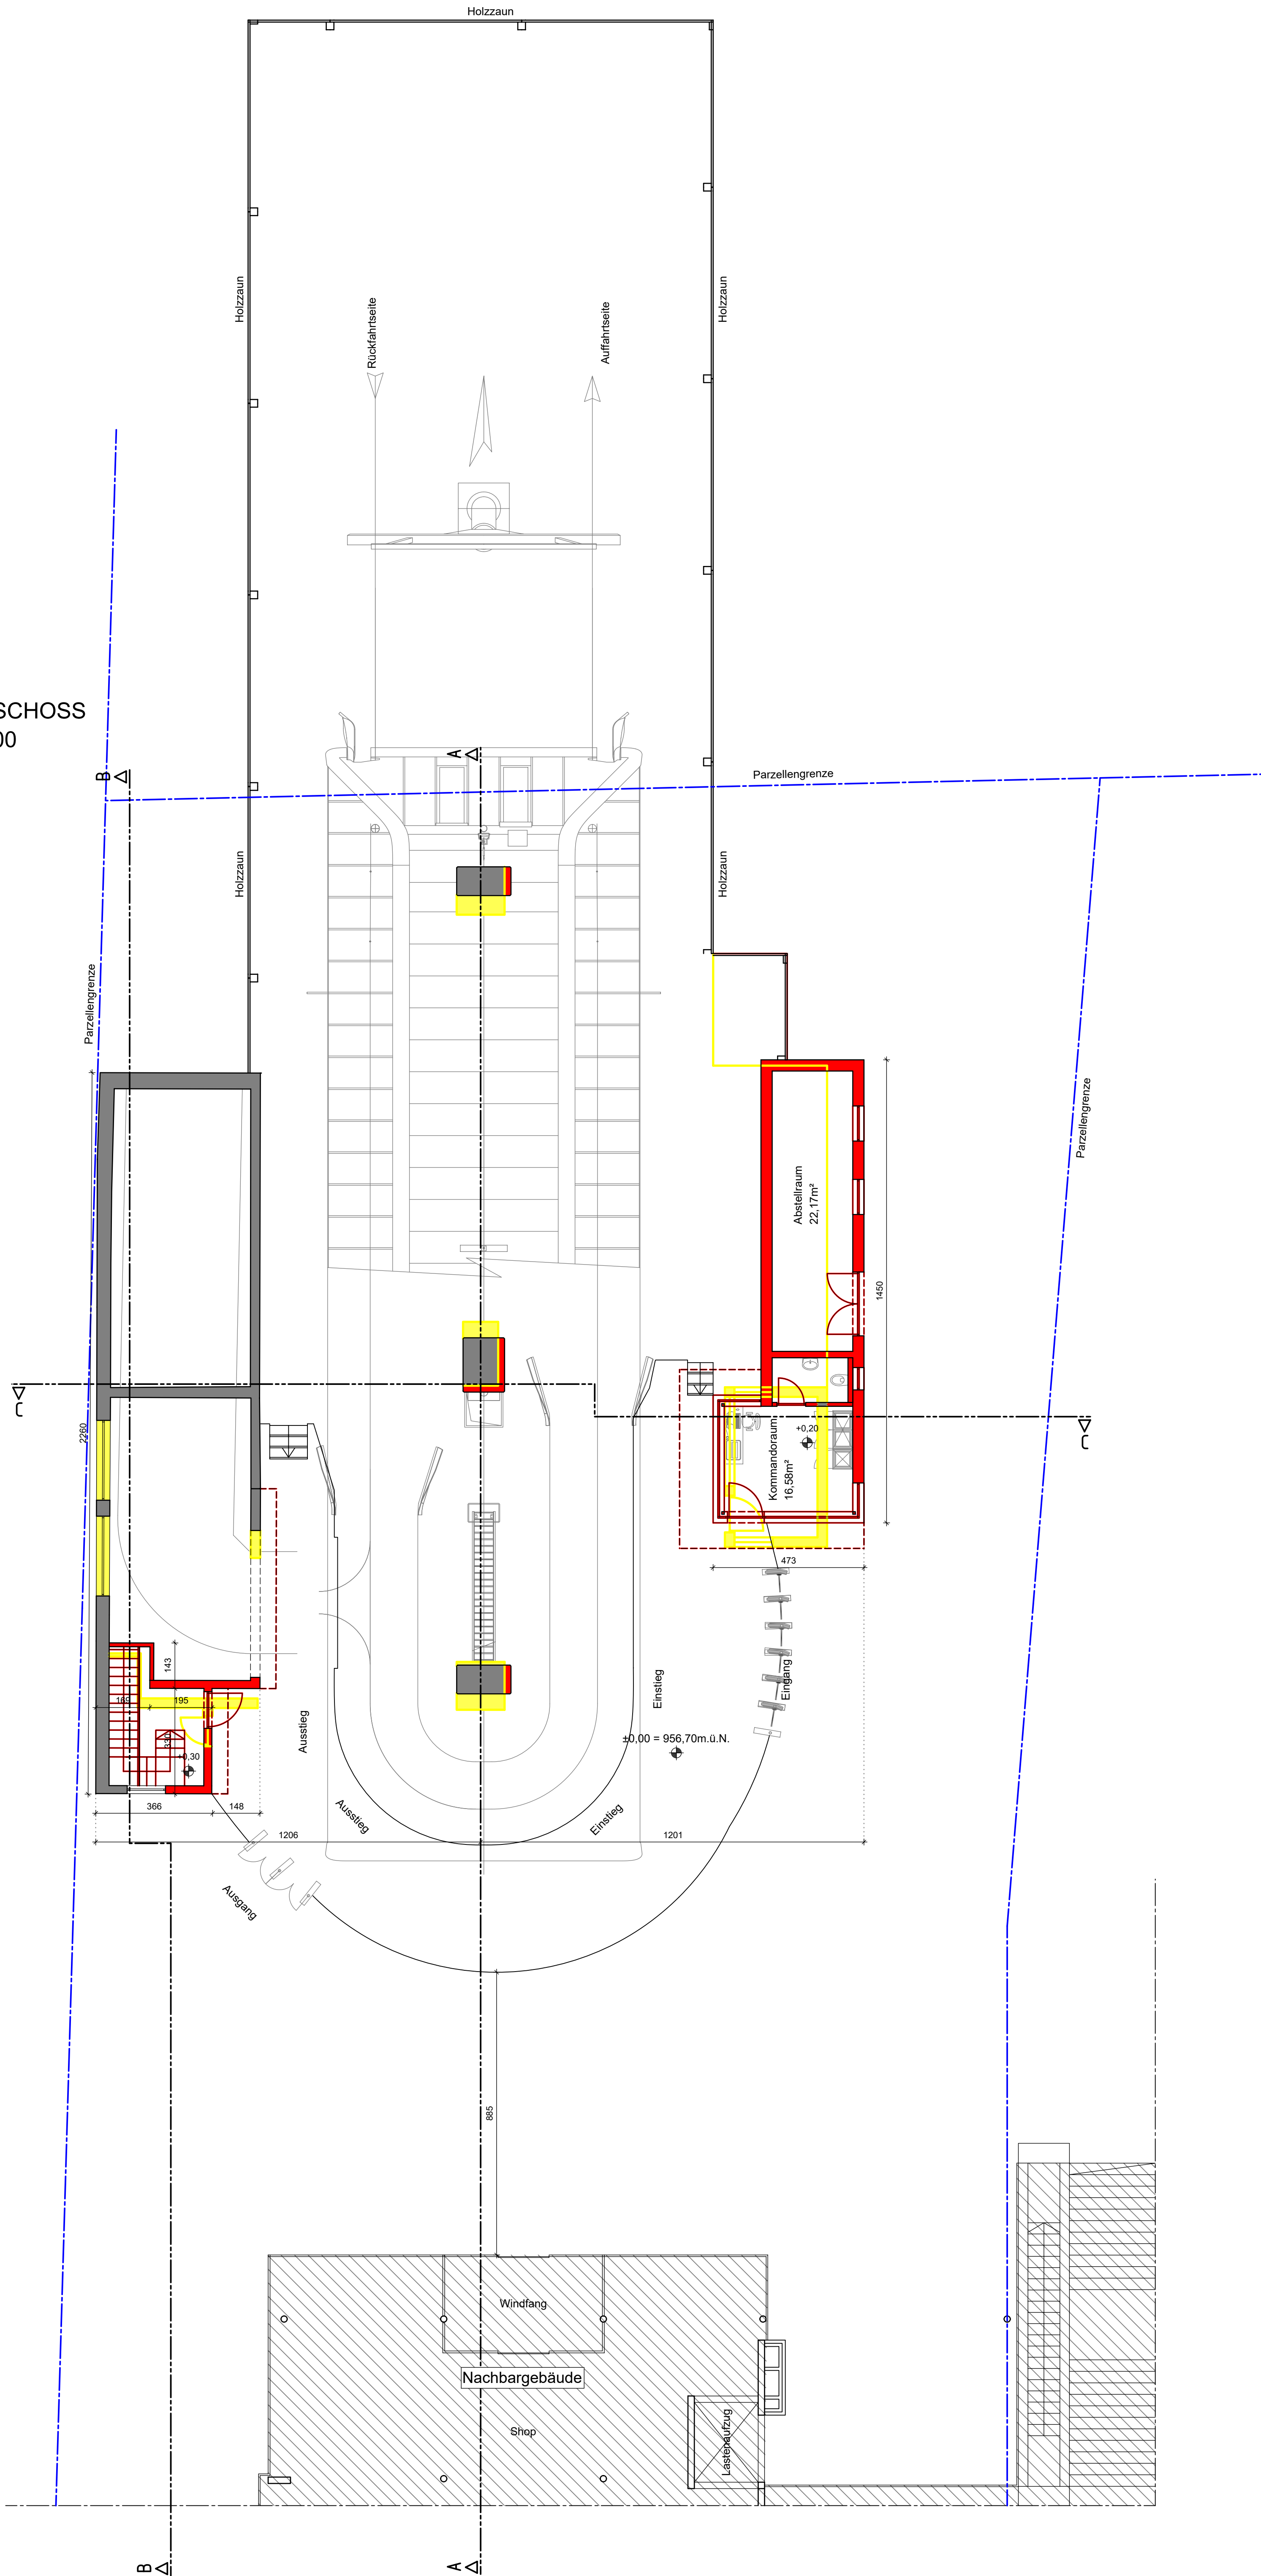 Holzzaun
Holzzaun
Holzzaun
Rückfahrtseite
Auffahrtseite
SCHOSS
00
B
A
Parzellengrenze
Holzzaun
Holzzaun
Parzellengrenze
Parzellengrenze
Abstellraum
22,17m²
1450
C
C
2260
Kommandoraum
16,58m²
+0,20
473
143
169
195
331
+0,30
366
148
Ausstieg
Einstieg
Eingang
±0,00 = 956,70m.ü.N.
Ausstieg
Einstieg
1206
1201
Ausgang
885
Windfang
Nachbargebäude
Shop
Lastenaufzug
B
A